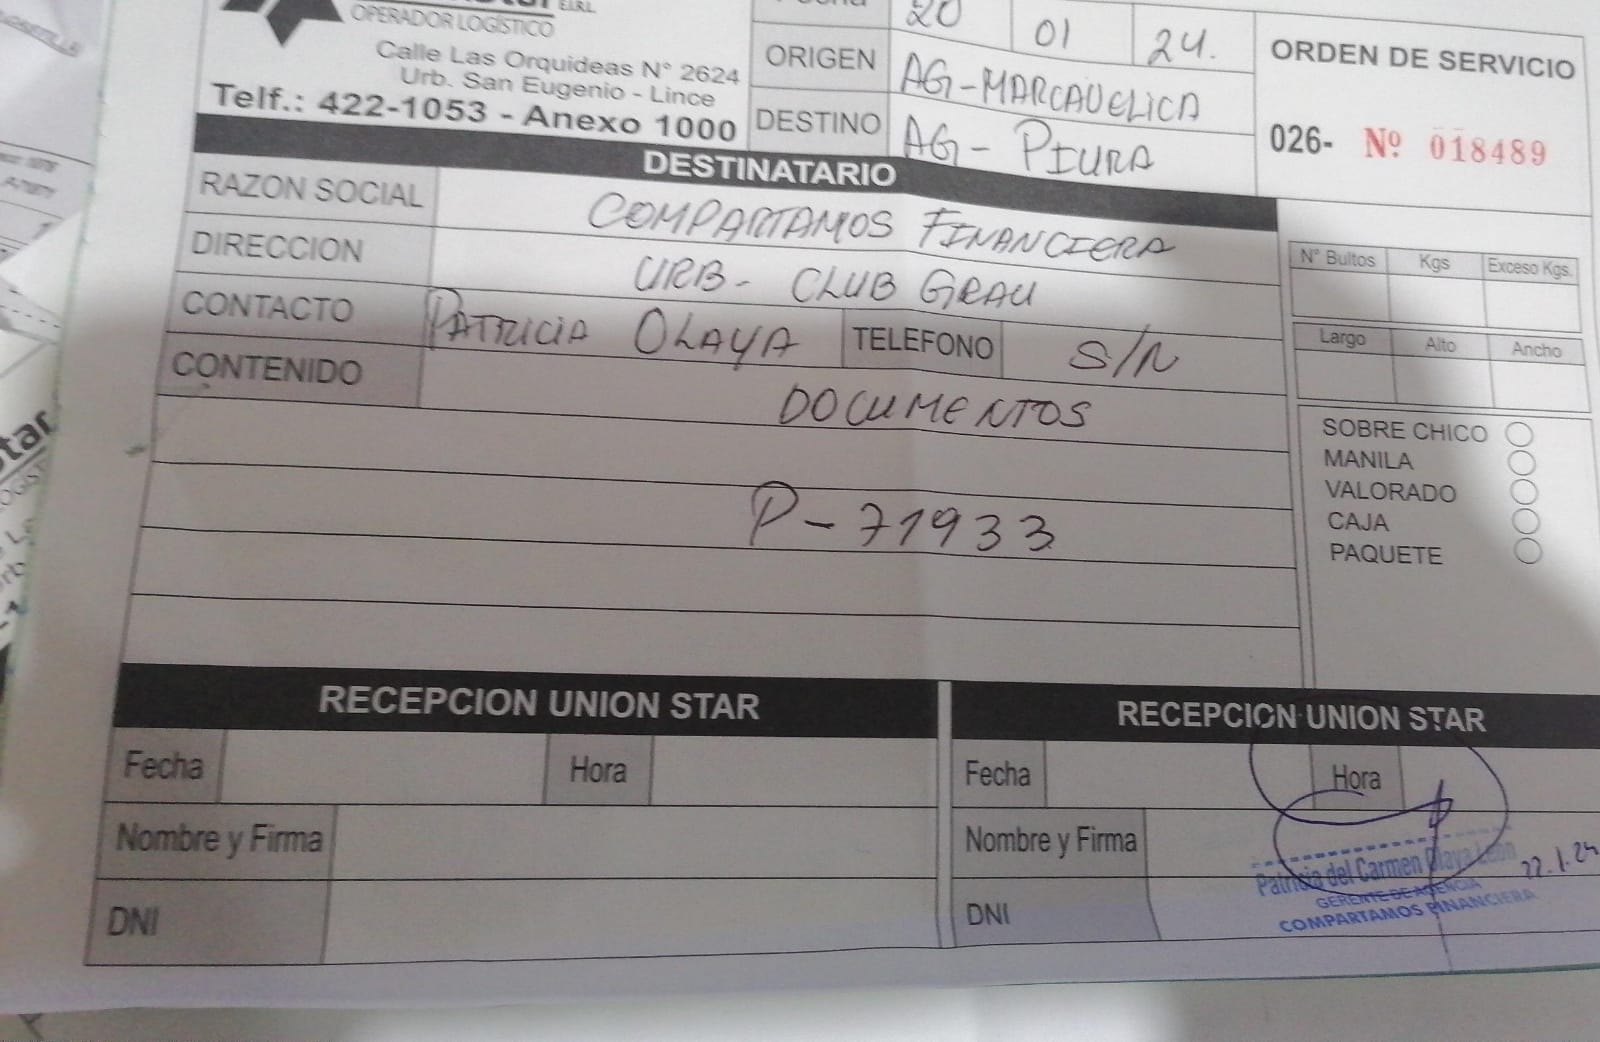 E.I.R.L.
OPERADOR LOGÍSTICO
Calle Las Orquideas N° 2624
Urb. San Eugenio - Lince
Telf.: 422-1053 - Anexo 1000
20 01 24.
ORIGEN AG-MARCAVELICA
DESTINO AG- PIURA
ORDEN DE SERVICIO
026- Nº 018489
DESTINATARIO
RAZON SOCIAL COMPARTAMOS FINANCIERA
DIRECCION URB- CLUB GRAU
CONTACTO PATRICIA OLAYA TELEFONO S/N
CONTENIDO DOCUMENTOS
P-71933
N° Bultos Kgs Exceso Kgs.
Largo Alto Ancho
SOBRE CHICO
MANILA
VALORADO
CAJA
PAQUETE
RECEPCION UNION STAR
Fecha Hora
Nombre y Firma
DNI
RECEPCION UNION STAR
Fecha Hora
Nombre y Firma
DNI
Patricia del Carmen Olaya León
GERENTE DE AGENCIA
COMPARTAMOS FINANCIERA
22.1.24